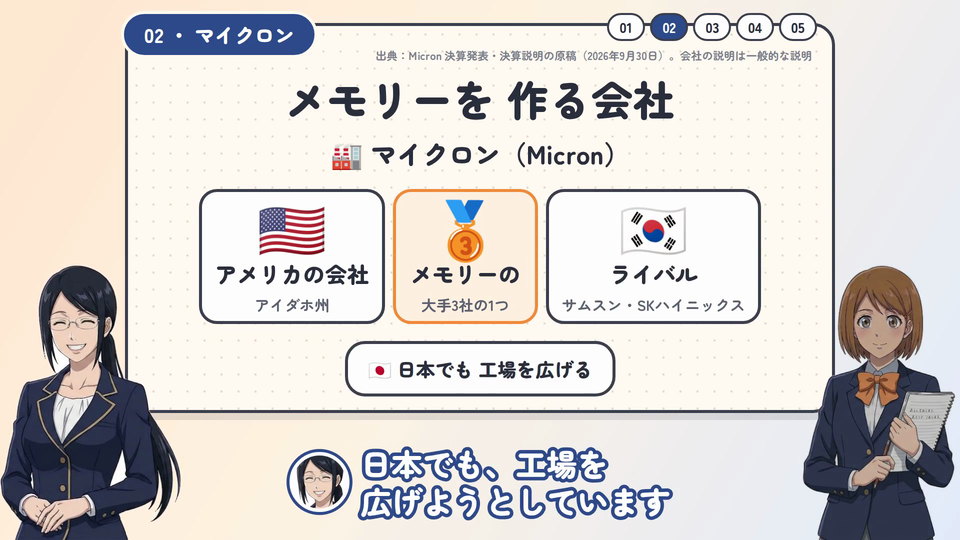 02 ・ マイクロン
01 02 03 04 05
出典：Micron 決算発表・決算説明の原稿（2026年9月30日）。会社の説明は一般的な説明
メモリーを 作る会社
マイクロン（Micron）
アメリカの会社
アイダホ州
3
メモリーの
大手3社の1つ
ライバル
サムスン・SKハイニックス
日本でも 工場を広げる
日本でも、工場を
広げようとしています